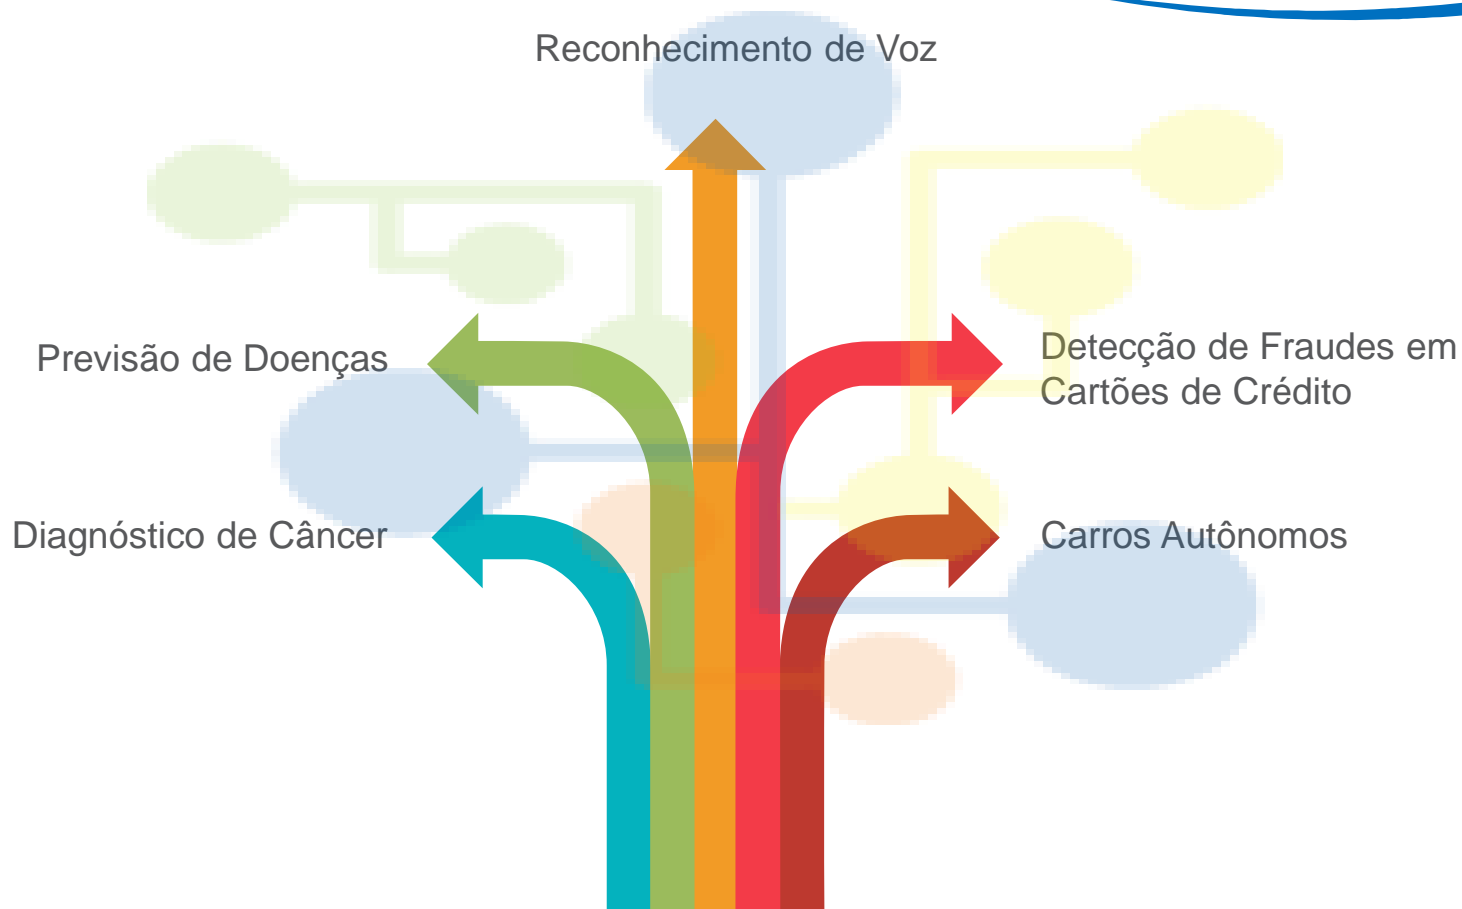 Reconhecimento de Voz
Previsão de Doenças
Detecção de Fraudes em
Cartões de Crédito
Diagnóstico de Câncer
Carros Autônomos